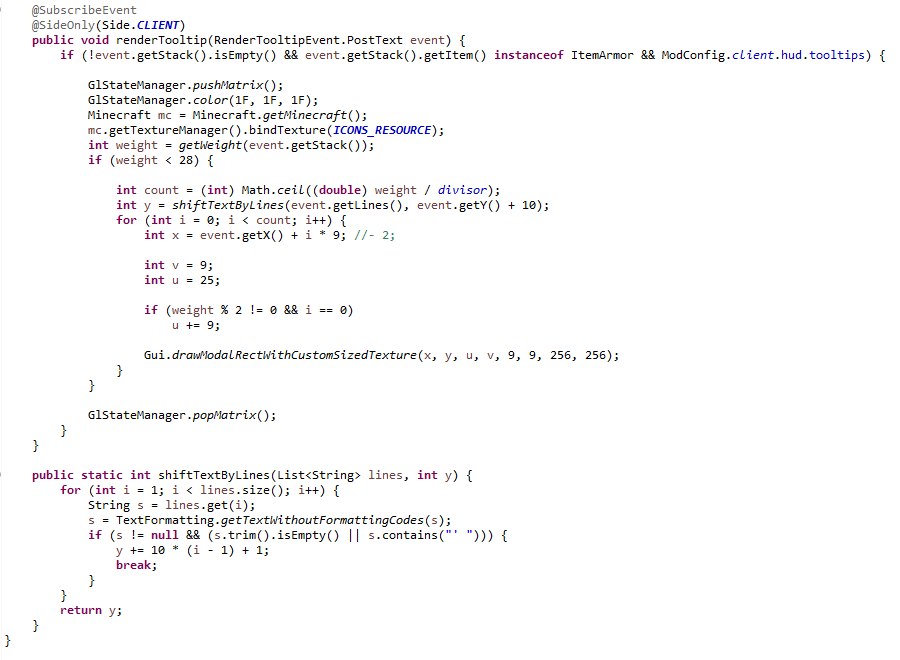 @SubscribeEvent
@SideOnly(Side.CLIENT)
public void renderTooltip(RenderTooltipEvent.PostText event) {
if (!event.getStack().isEmpty() && event.getStack().getItem() instanceof ItemArmor && ModConfig.client.hud.tooltips) {
GlStateManager.pushMatrix();
GlStateManager.color(1F, 1F, 1F);
Minecraft mc = Minecraft.getMinecraft();
mc.getTextureManager().bindTexture(ICONS_RESOURCE);
int weight = getWeight(event.getStack());
if (weight < 28) {
int count = (int) Math.ceil((double) weight / divisor);
int y = shiftTextByLines(event.getLines(), event.getY() + 10);
for (int i = 0; i < count; i++) {
int x = event.getX() + i * 9; //- 2;
int v = 9;
int u = 25;
if (weight % 2 != 0 && i == 0)
u += 9;
Gui.drawModalRectWithCustomSizedTexture(x, y, u, v, 9, 9, 256, 256);
}
}
GlStateManager.popMatrix();
}
}
public static int shiftTextByLines(List<String> lines, int y) {
for (int i = 1; i < lines.size(); i++) {
String s = lines.get(i);
s = TextFormatting.getTextWithoutFormattingCodes(s);
if (s != null && (s.trim().isEmpty() || s.contains("' "))) {
y += 10 * (i - 1) + 1;
break;
}
}
return y;
}
}